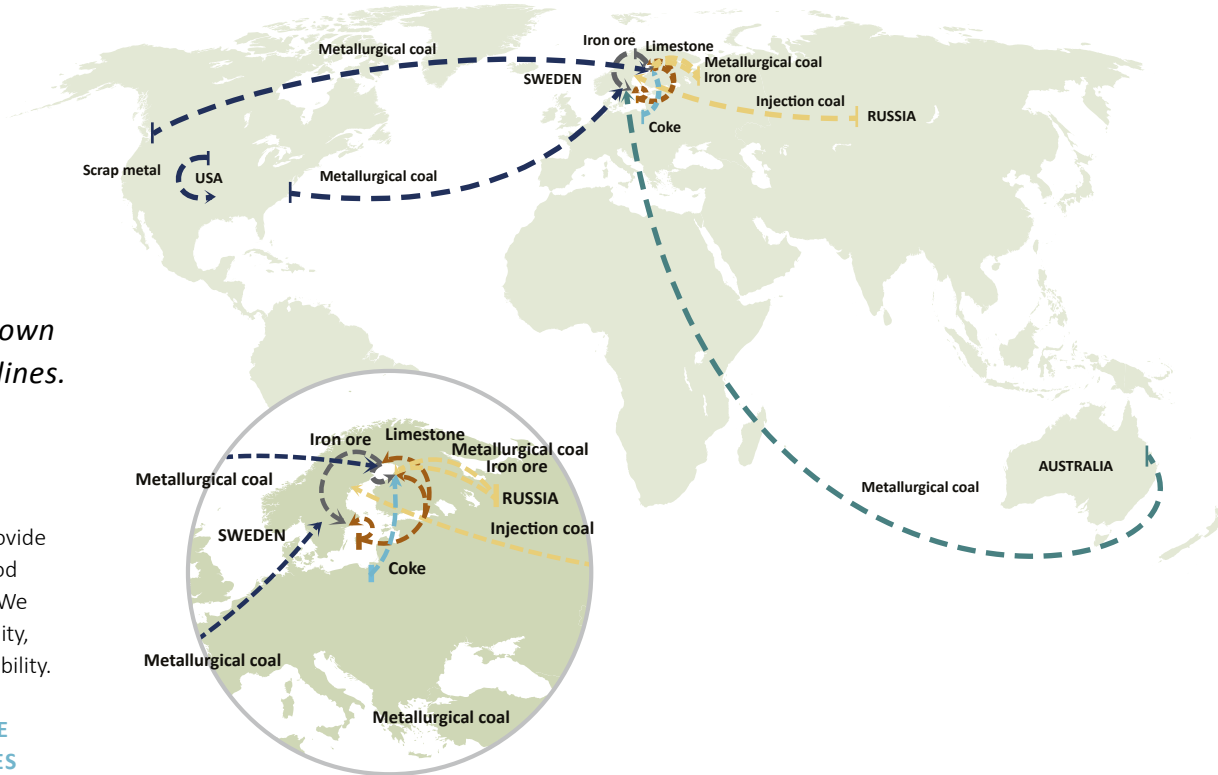 Iron ore
Limestone
Metallurgical coal
Metallurgical coal
SWEDEN
Iron ore
Injection coal
RUSSIA
Coke
Scrap metal
USA
Metallurgical coal
own
lines.
Iron ore
Limestone
Metallurgical coal
Iron ore
Metallurgical coal
RUSSIA
AUSTRALIA
Metallurgical coal
SWEDEN
Injection coal
ovide
od
Coke
We
ity,
Metallurgical coal
bility.
Metallurgical coal
E
ES